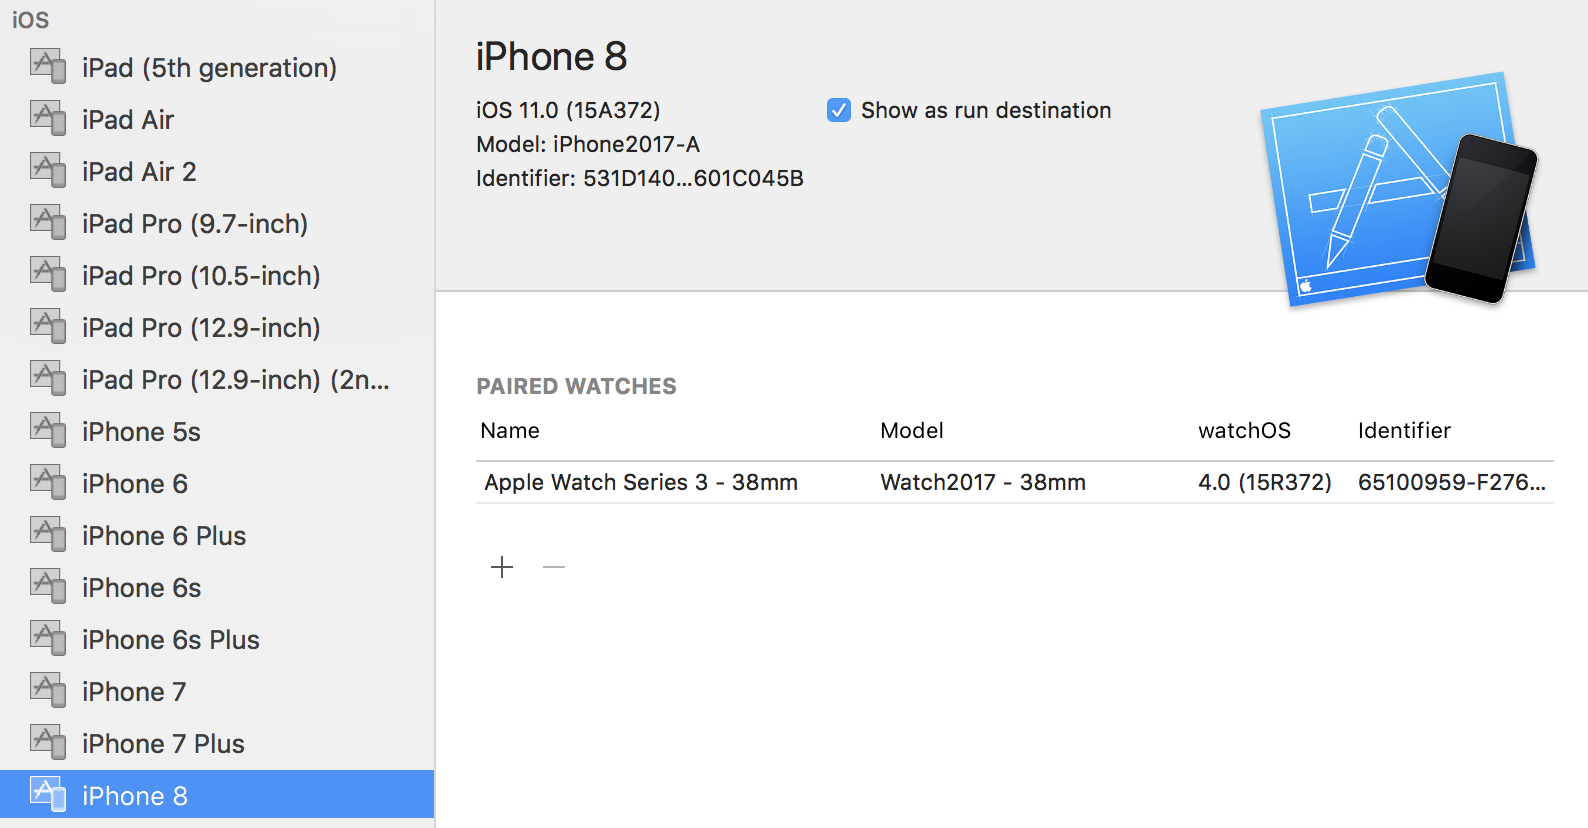 iOS
iPad (5th generation)
iPad Air
iPad Air 2
iPad Pro (9.7-inch)
iPad Pro (10.5-inch)
iPad Pro (12.9-inch)
iPad Pro (12.9-inch) (2n...
iPhone 5s
iPhone 6
iPhone 6 Plus
iPhone 6s
iPhone 6s Plus
iPhone 7
iPhone 7 Plus
iPhone 8
iPhone 8
iOS 11.0 (15A372)
Show as run destination
Model: iPhone2017-A
Identifier: 531D140...601C045B
PAIRED WATCHES
Name Model watchOS Identifier
Apple Watch Series 3 - 38mm Watch2017 - 38mm 4.0 (15R372) 65100959-F276...